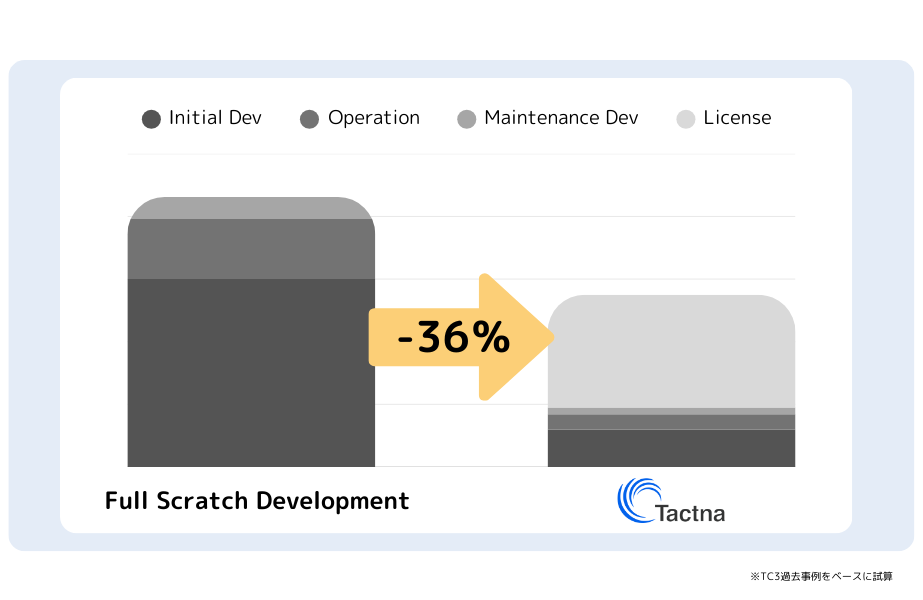 Initial Dev Operation Maintenance Dev License
-36%
Full Scratch Development
Tactna
※TC3過去事例をベースに試算